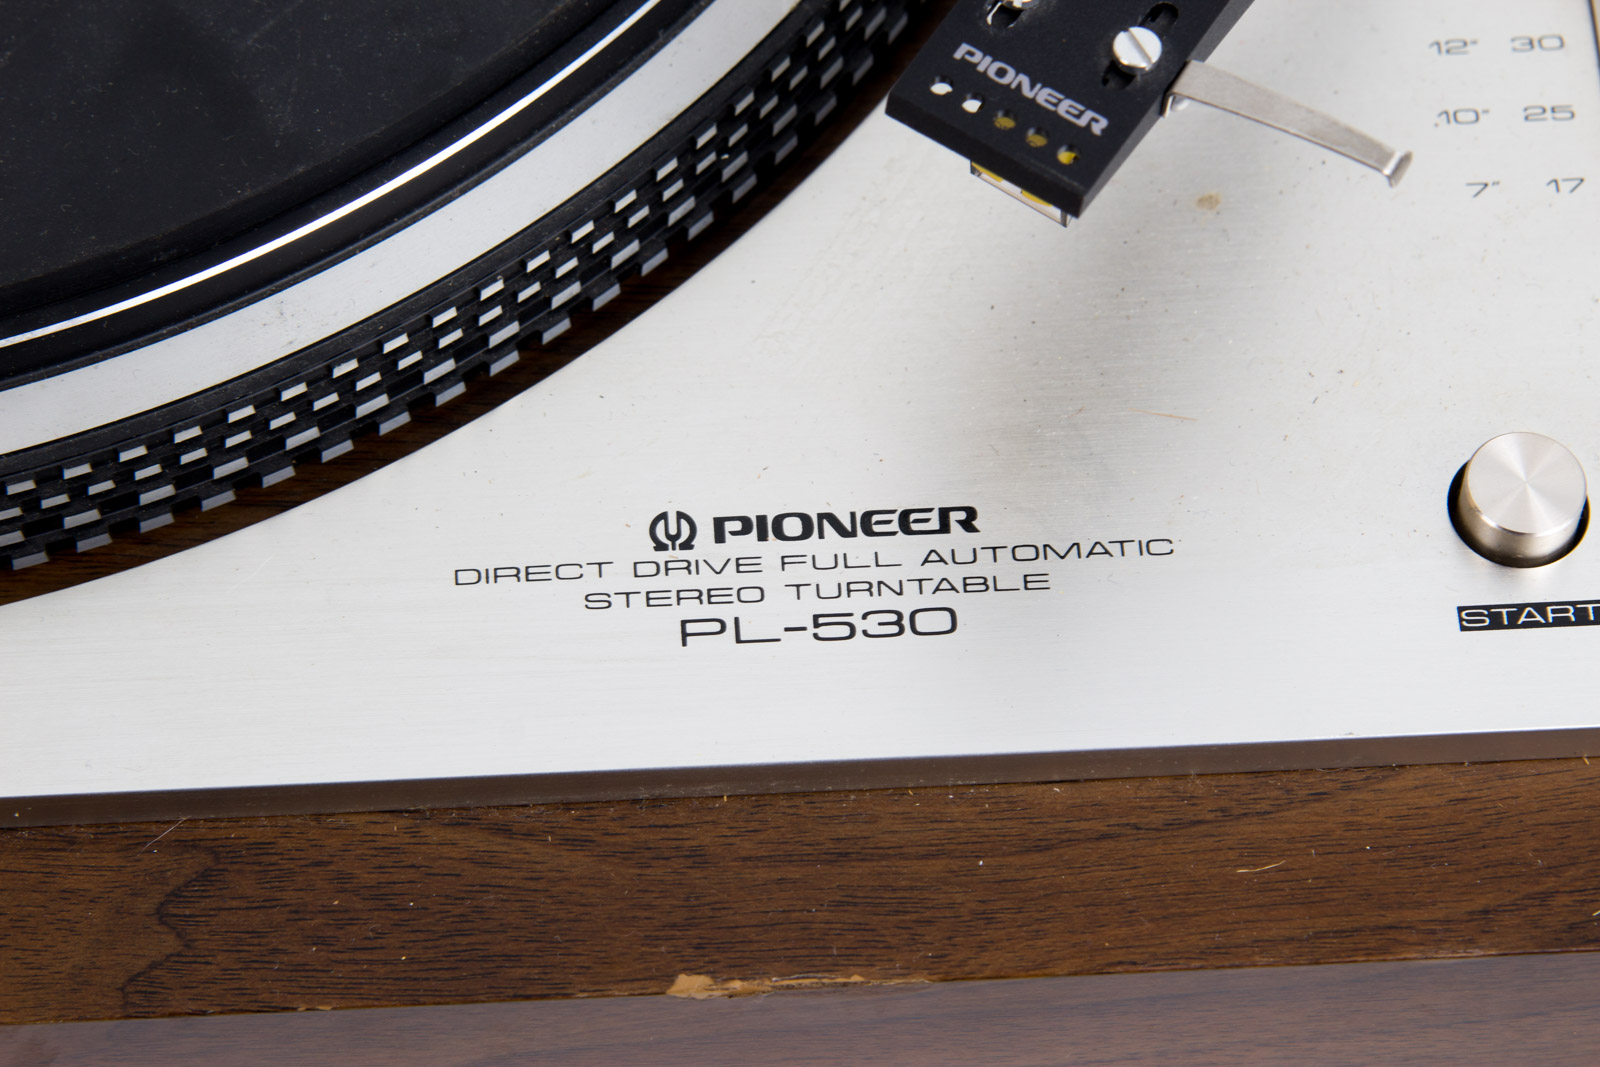 PIONEER
12" 30
10" 25
7" 17
PIONEER
DIRECT DRIVE FULL AUTOMATIC
STEREO TURNTABLE
PL-530
START